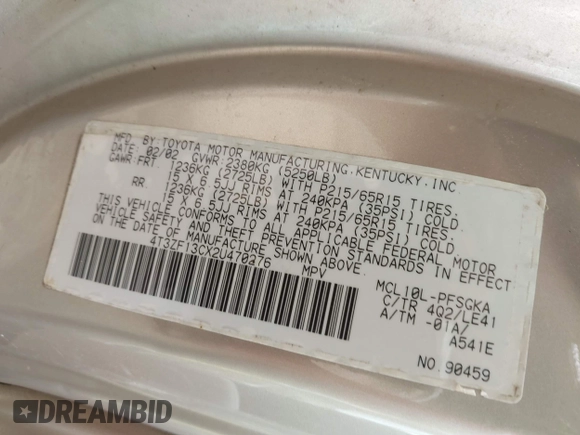 MFD. BY:TOYOTA MOTOR MANUFACTURING.KENTUCKY.INC
DATE: 02/02 GVWR:2380KG (5250LB)
GAWR:FRT 1236KG (2725LB) WITH P215/65R15 TIRES.
15 X 6.5JJ RIMS AT 240KPA (35PSI) COLD.
RR 1236KG (2725LB) WITH P215/65R15 TIRES.
15 X 6.5JJ RIMS AT 240KPA (35PSI) COLD.
THIS VEHICLE CONFORMS TO ALL APPLICABLE FEDERAL MOTOR
VEHICLE SAFETY AND THEFT PREVENTION STANDARDS IN EFFECT
ON THE DATE OF MANUFACTURE SHOWN ABOVE.
4T3ZF13CX2U470376
MPV
MCL10L-PFSGKA
C/TR 4Q2/LE41
A/TM -01A/
A541E
NO.90459
DREAMBID